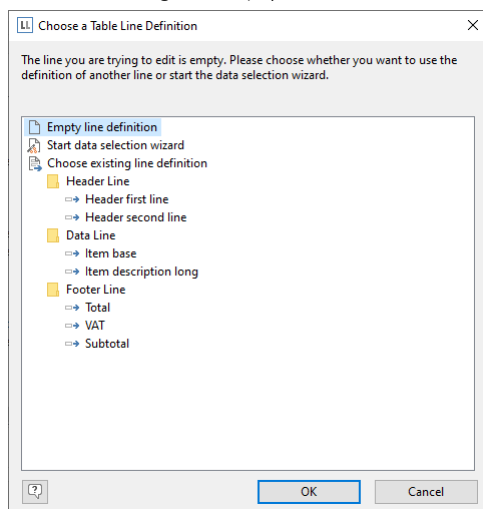 LL Choose a Table Line Definition
The line you are trying to edit is empty. Please choose whether you want to use the
definition of another line or start the data selection wizard.
Empty line definition
Start data selection wizard
Choose existing line definition
Header Line
Header first line
Header second line
Data Line
Item base
Item description long
Footer Line
Total
VAT
Subtotal
OK Cancel